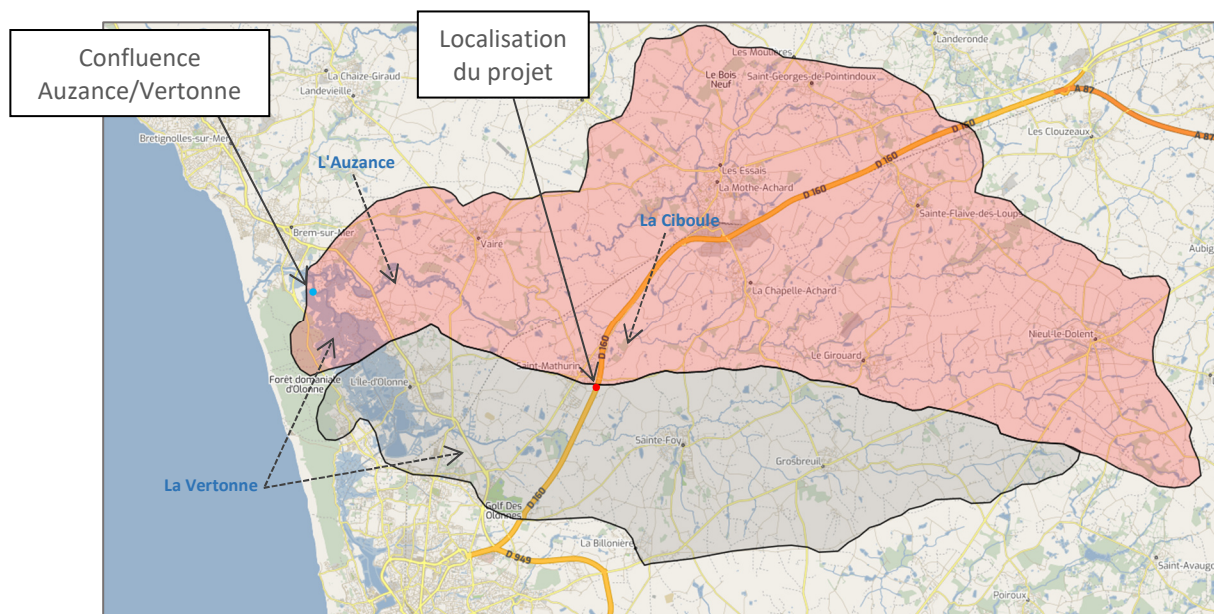 Confluence
Auzance/Vertonne
Localisation
du projet
Landeronde
Les Moulières
La Chaize-Giraud
Le Bois
Neuf
Saint-Georges-de-Pointindoux
Landevieille
A 87
D 160
Les Clouzeaux
A 87
Bretignolles-sur-Mer
L'Auzance
D 160
Les Essais
La Mothe-Achard
D 160
La Ciboule
Sainte-Flaive-des-Loups
Brem-sur-Mer
Vairé
La Chapelle-Achard
D 160
Nieul-le-Dolent
Le Girouard
Saint-Mathurin
Forêt domaniale
d'Olonne
L'Île-d'Olonne
Sainte-Foy
Grosbreuil
La Vertonne
D 160
Golf Des
Olonnes
La Billonière
D 949
Saint-Avaugo
Poiroux